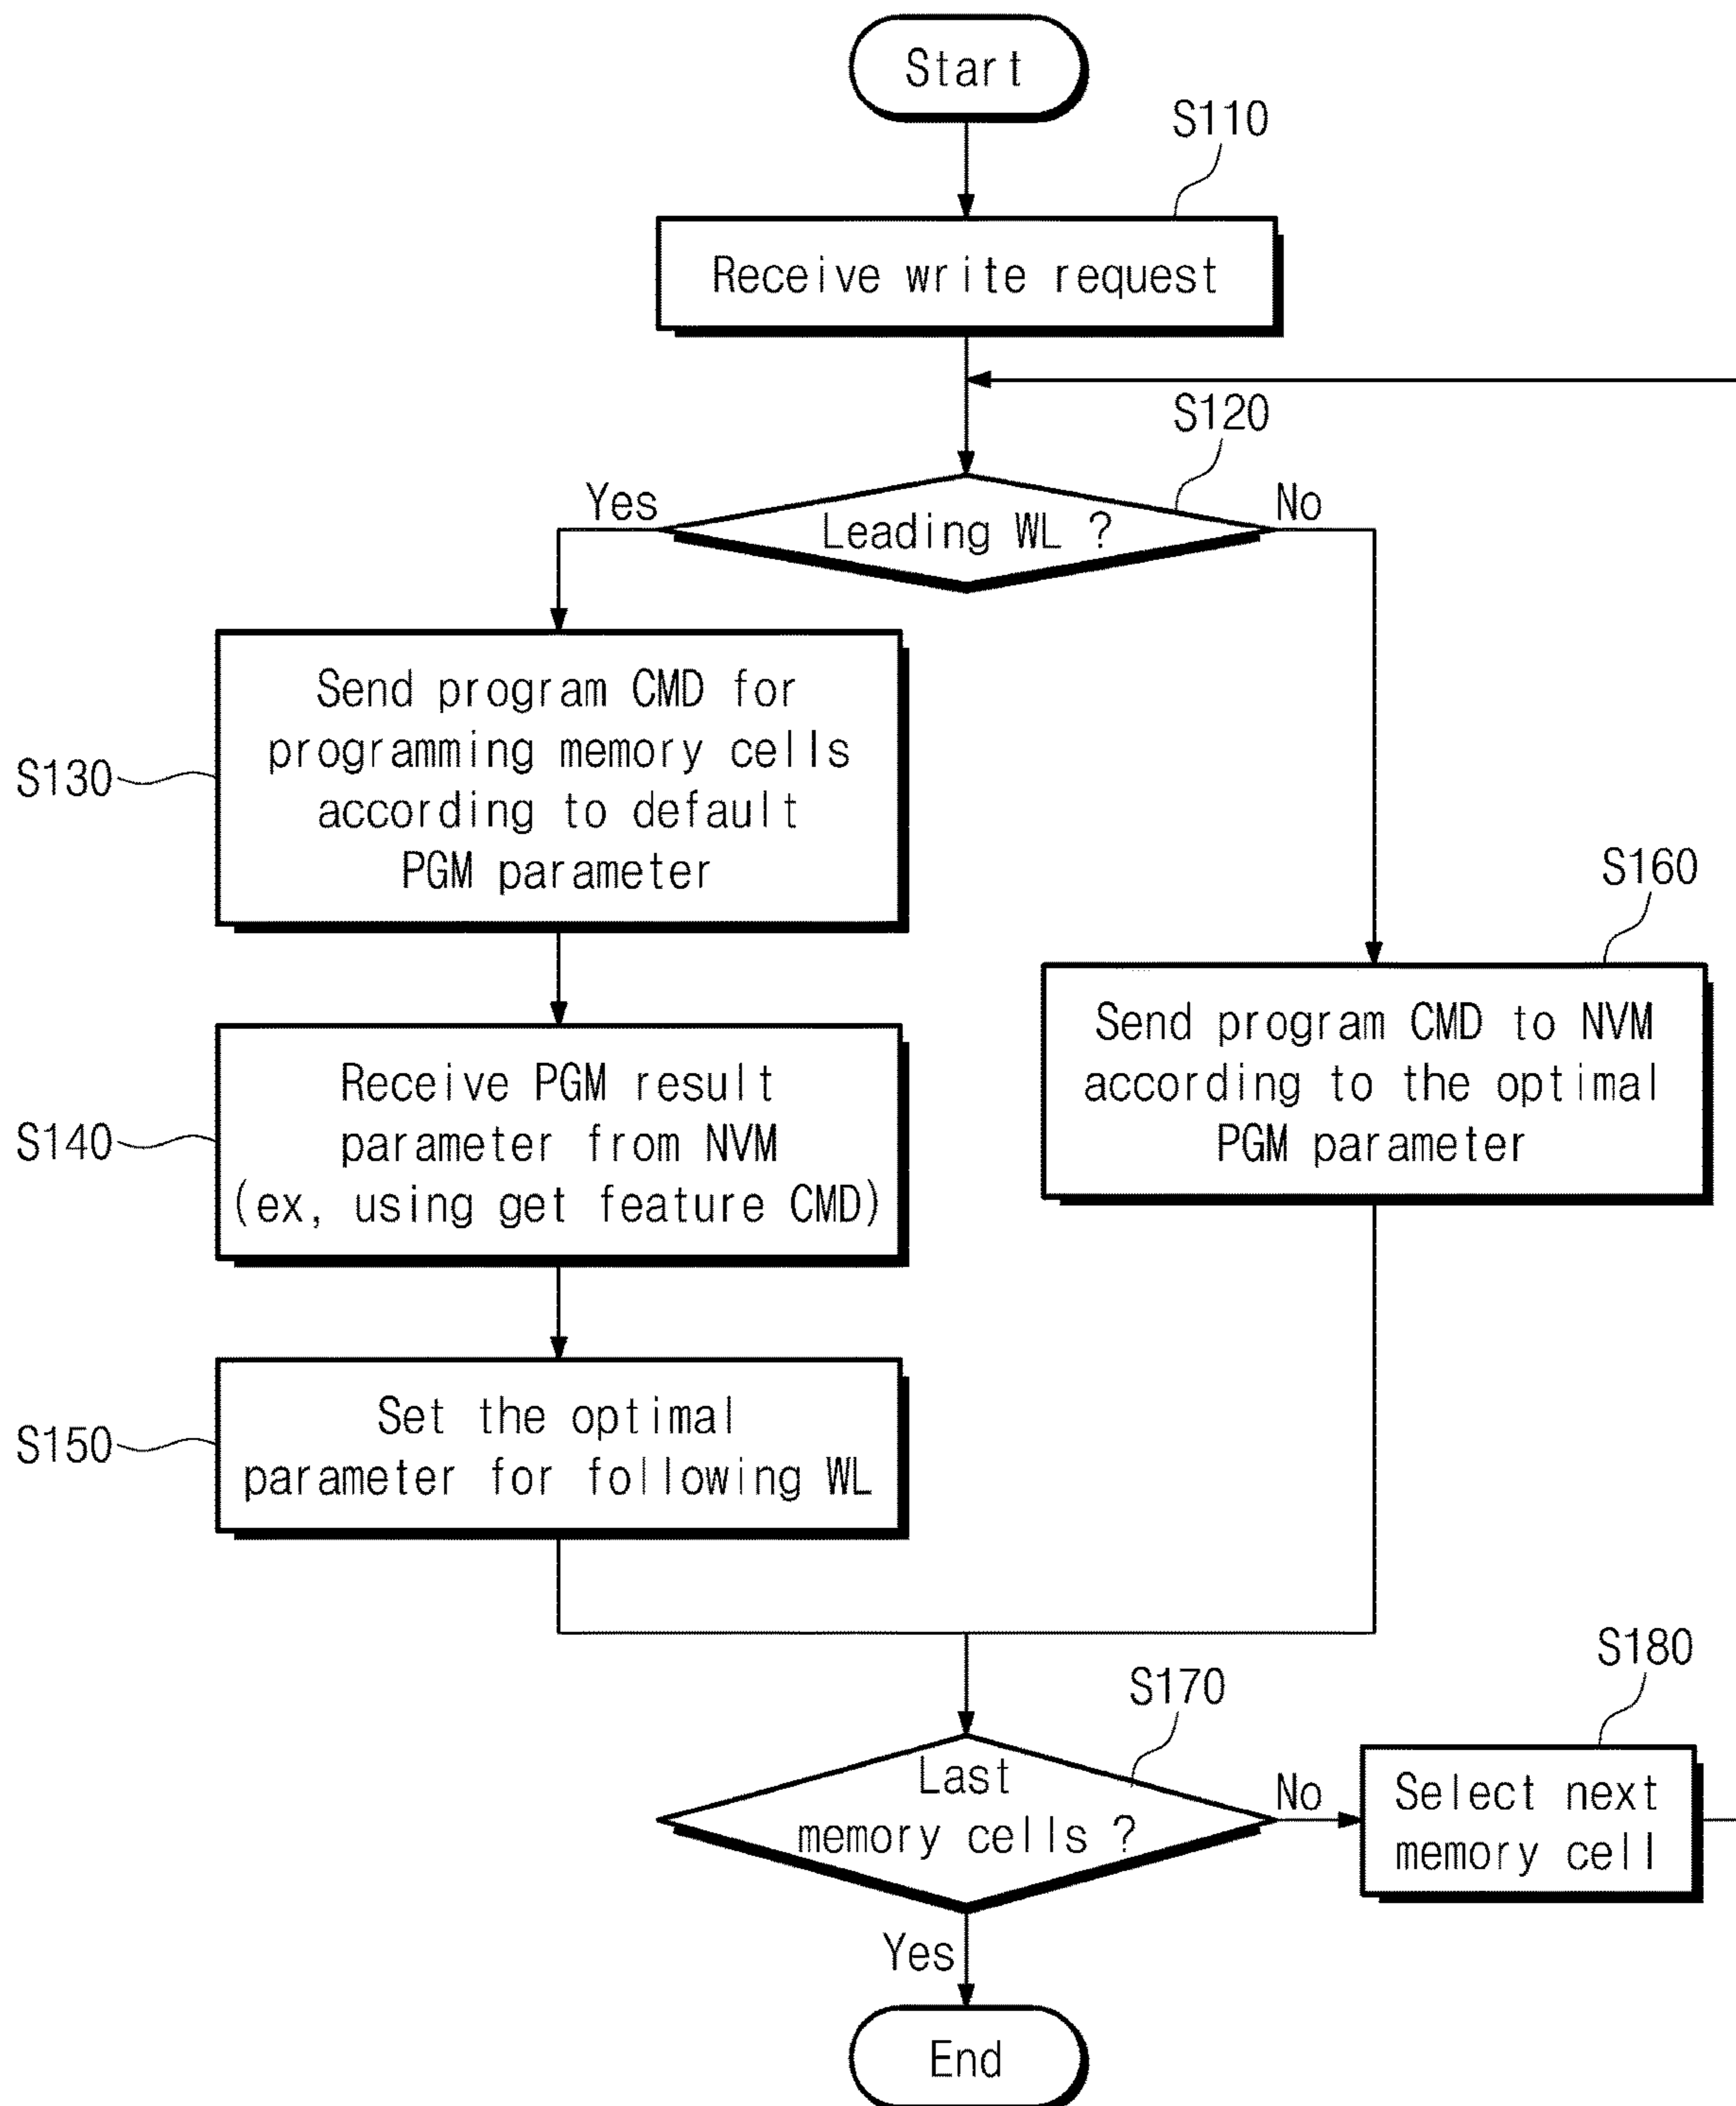 Start
S110
Receive write request
S120
Yes
No
Leading WL ?
S130
Send program CMD for
programming memory cells
according to default
PGM parameter
S160
Send program CMD to NVM
according to the optimal
PGM parameter
S140
Receive PGM result
parameter from NVM
(ex, using get feature CMD)
S150
Set the optimal
parameter for following WL
S170
Last
memory cells ?
No
S180
Select next
memory cell
Yes
End